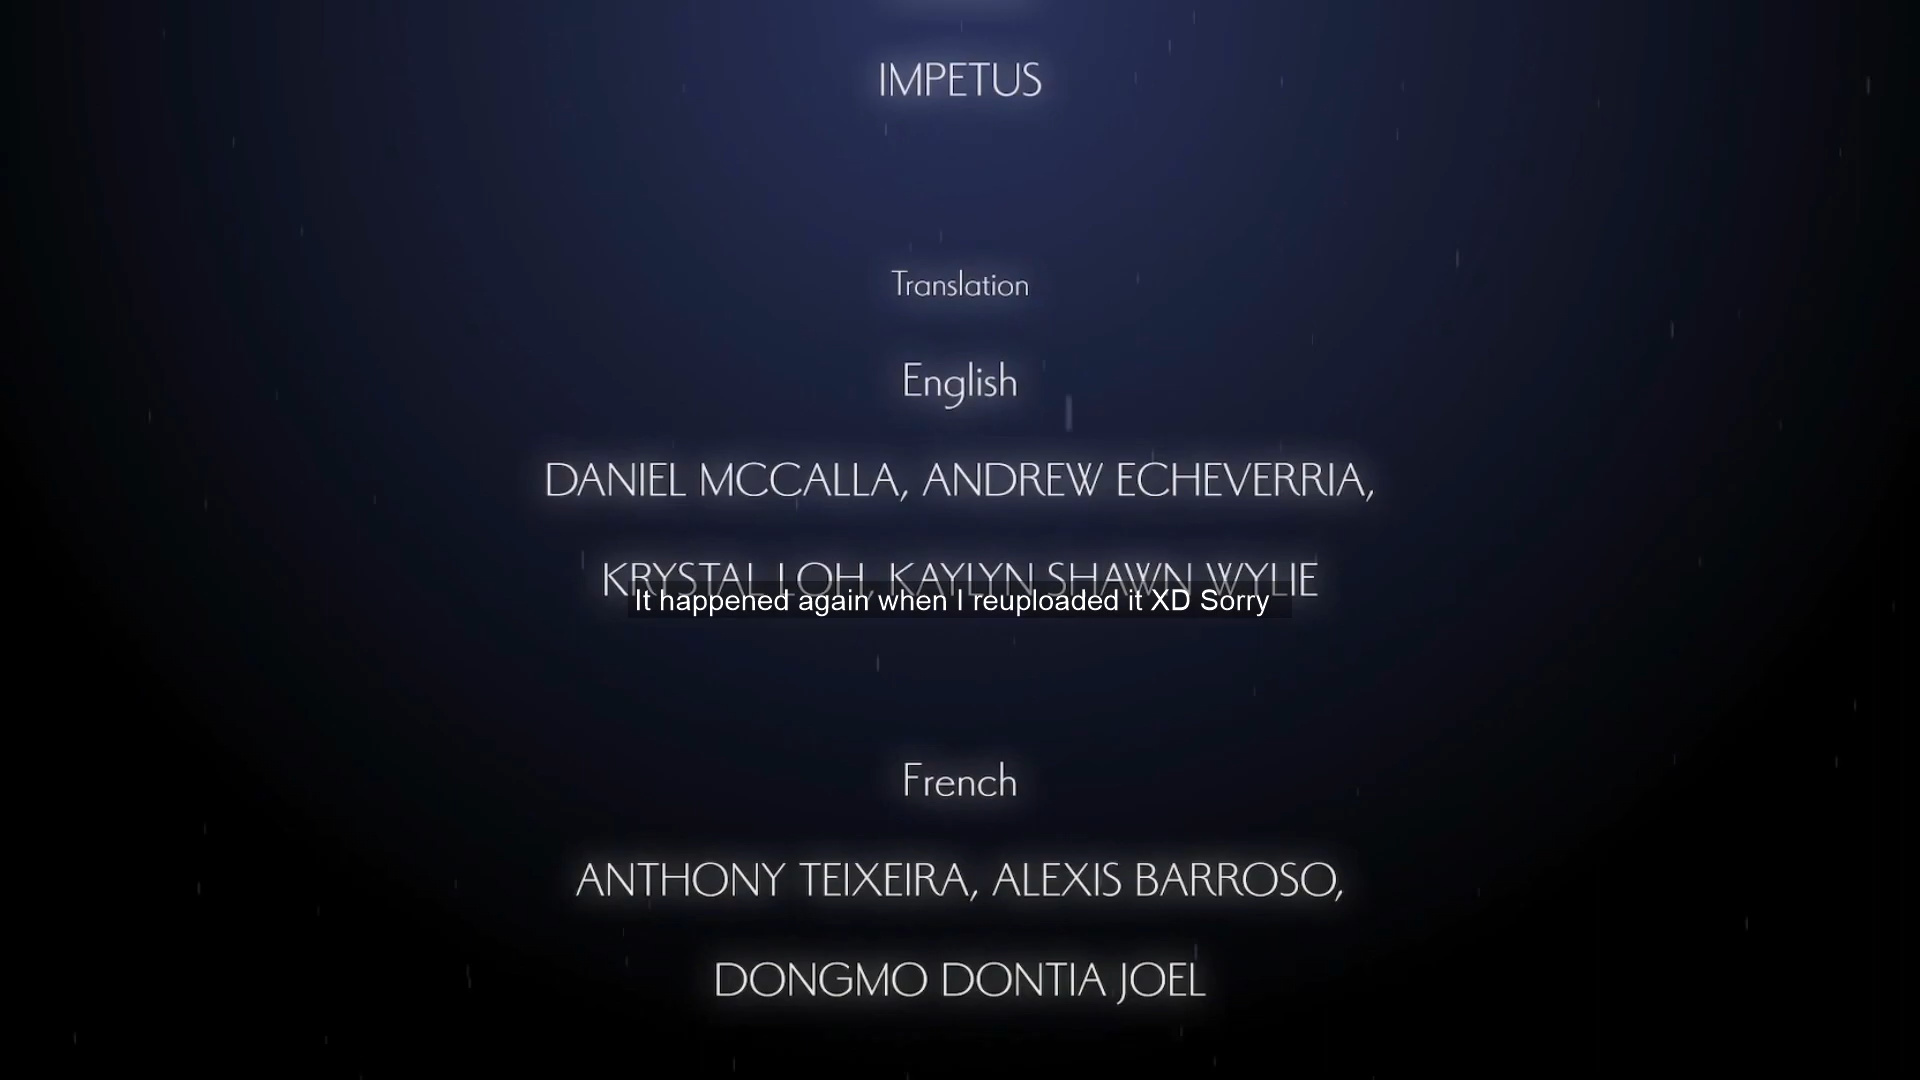 IMPETUS
Translation
English
DANIEL MCCALLA, ANDREW ECHEVERRIA,
KRYSTAL LOH, KAYLYN SHAWN WYLIE
It happened again when I reuploaded it XD Sorry
French
ANTHONY TEIXEIRA, ALEXIS BARROSO,
DONGMO DONTIA JOEL